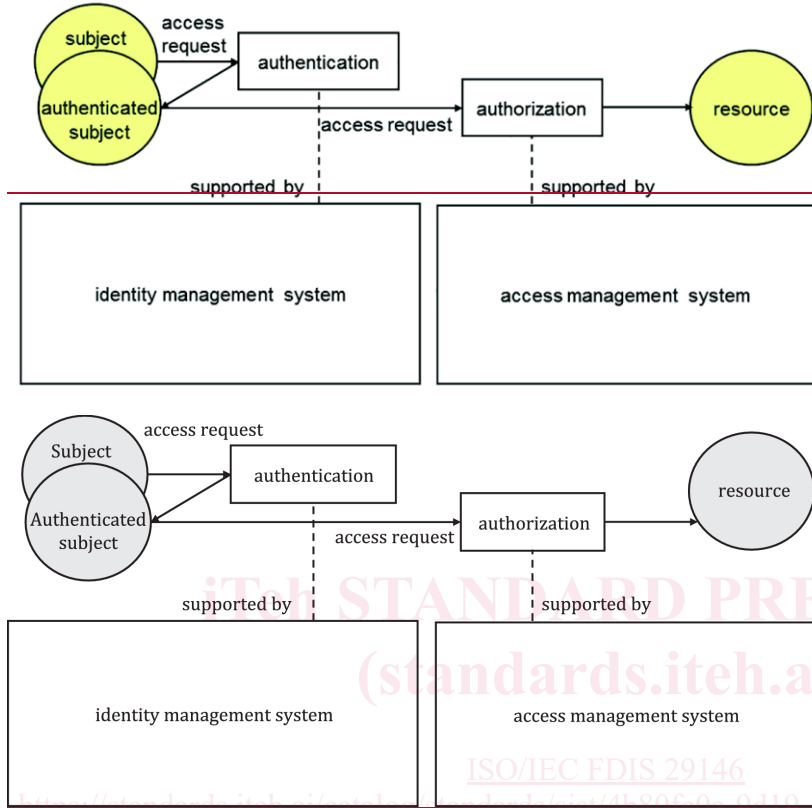 access
request
subject
authentication
authenticated
subject
authorization
resource
access request
supported by
supported by
identity management system
access management system
access request
Subject
authentication
resource
Authenticated
subject
authorization
access request
iTeh STANDARD PRE
supported by
supported by
(standards.iteh.a
identity management system
access management system
ISO/IEC FDIS 29146